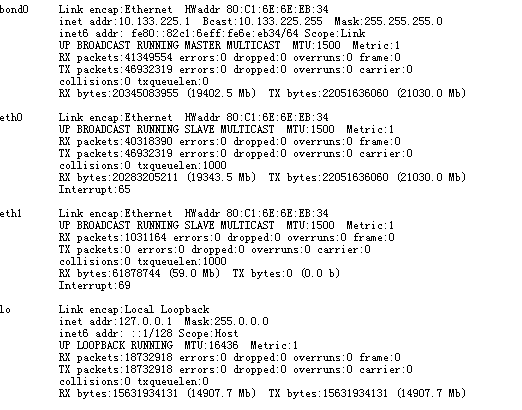 bond0 Link encap:Ethernet HWaddr 80:C1:6E:6E:EB:34
inet addr:10.133.225.1 Bcast:10.133.225.255 Mask:255.255.255.0
inet6 addr: fe80::82c1:6eff:fe6e:eb34/64 Scope:Link
UP BROADCAST RUNNING MASTER MULTICAST MTU:1500 Metric:1
RX packets:41349554 errors:0 dropped:0 overruns:0 frame:0
TX packets:46932319 errors:0 dropped:0 overruns:0 carrier:0
collisions:0 txqueuelen:0
RX bytes:20345083955 (19402.5 Mb) TX bytes:22051636060 (21030.0 Mb)
eth0 Link encap:Ethernet HWaddr 80:C1:6E:6E:EB:34
UP BROADCAST RUNNING SLAVE MULTICAST MTU:1500 Metric:1
RX packets:40318390 errors:0 dropped:0 overruns:0 frame:0
TX packets:46932319 errors:0 dropped:0 overruns:0 carrier:0
collisions:0 txqueuelen:1000
RX bytes:20283205211 (19343.5 Mb) TX bytes:22051636060 (21030.0 Mb)
Interrupt:65
eth1 Link encap:Ethernet HWaddr 80:C1:6E:6E:EB:34
UP BROADCAST RUNNING SLAVE MULTICAST MTU:1500 Metric:1
RX packets:1031164 errors:0 dropped:0 overruns:0 frame:0
TX packets:0 errors:0 dropped:0 overruns:0 carrier:0
collisions:0 txqueuelen:1000
RX bytes:61878744 (59.0 Mb) TX bytes:0 (0.0 b)
Interrupt:69
lo Link encap:Local Loopback
inet addr:127.0.0.1 Mask:255.0.0.0
inet6 addr: ::1/128 Scope:Host
UP LOOPBACK RUNNING MTU:16436 Metric:1
RX packets:18732918 errors:0 dropped:0 overruns:0 frame:0
TX packets:18732918 errors:0 dropped:0 overruns:0 carrier:0
collisions:0 txqueuelen:0
RX bytes:15631934131 (14907.7 Mb) TX bytes:15631934131 (14907.7 Mb)